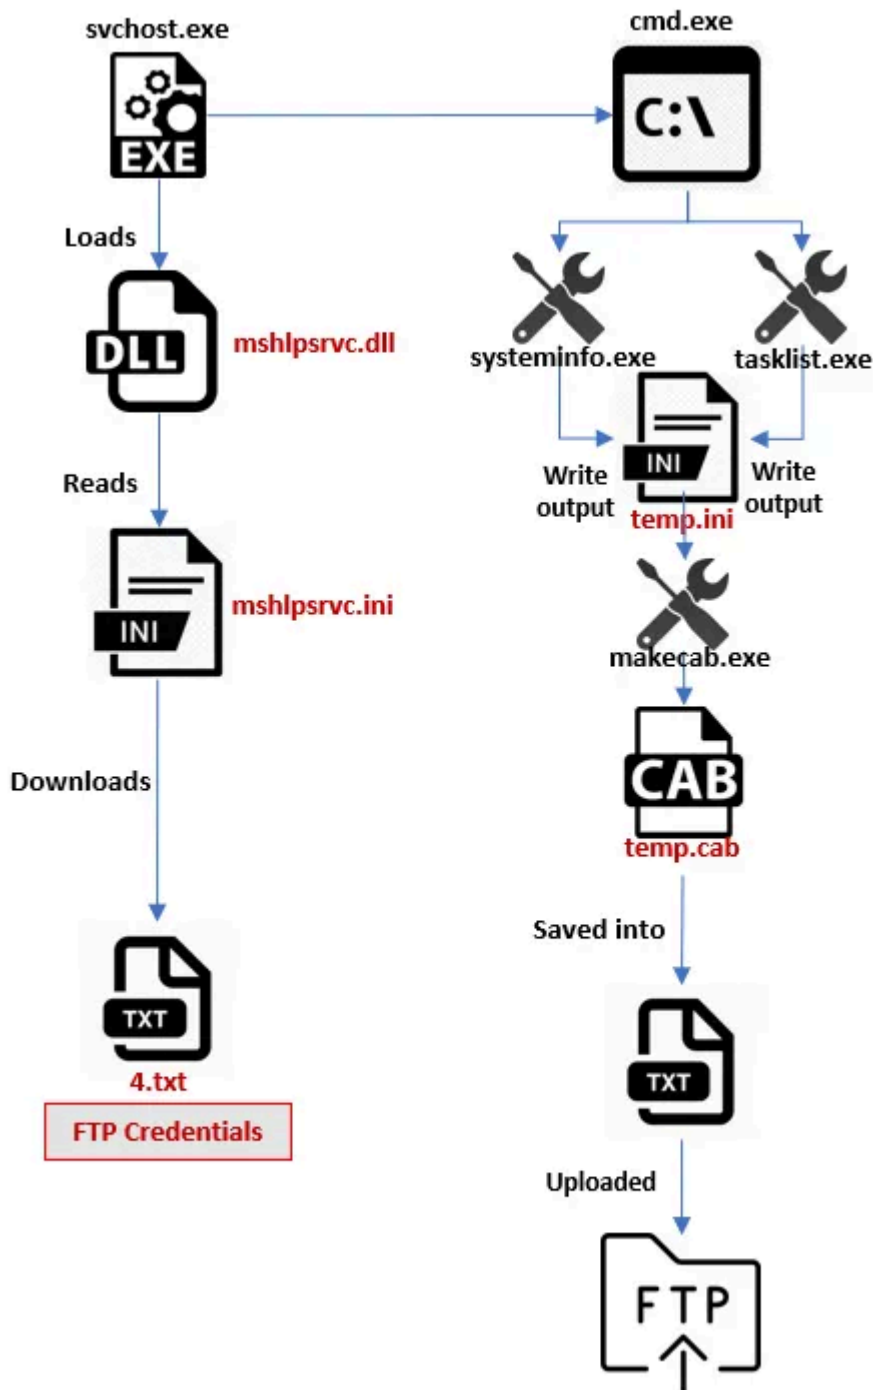 svchost.exe
cmd.exe
EXE
C:\
Loads
DLL
mshlpsrvc.dll
systeminfo.exe
tasklist.exe
Reads
INI
Write
output
Write
output
temp.ini
INI
mshlpsrvc.ini
makecab.exe
Downloads
CAB
temp.cab
Saved into
TXT
4.txt
FTP Credentials
TXT
Uploaded
FTP